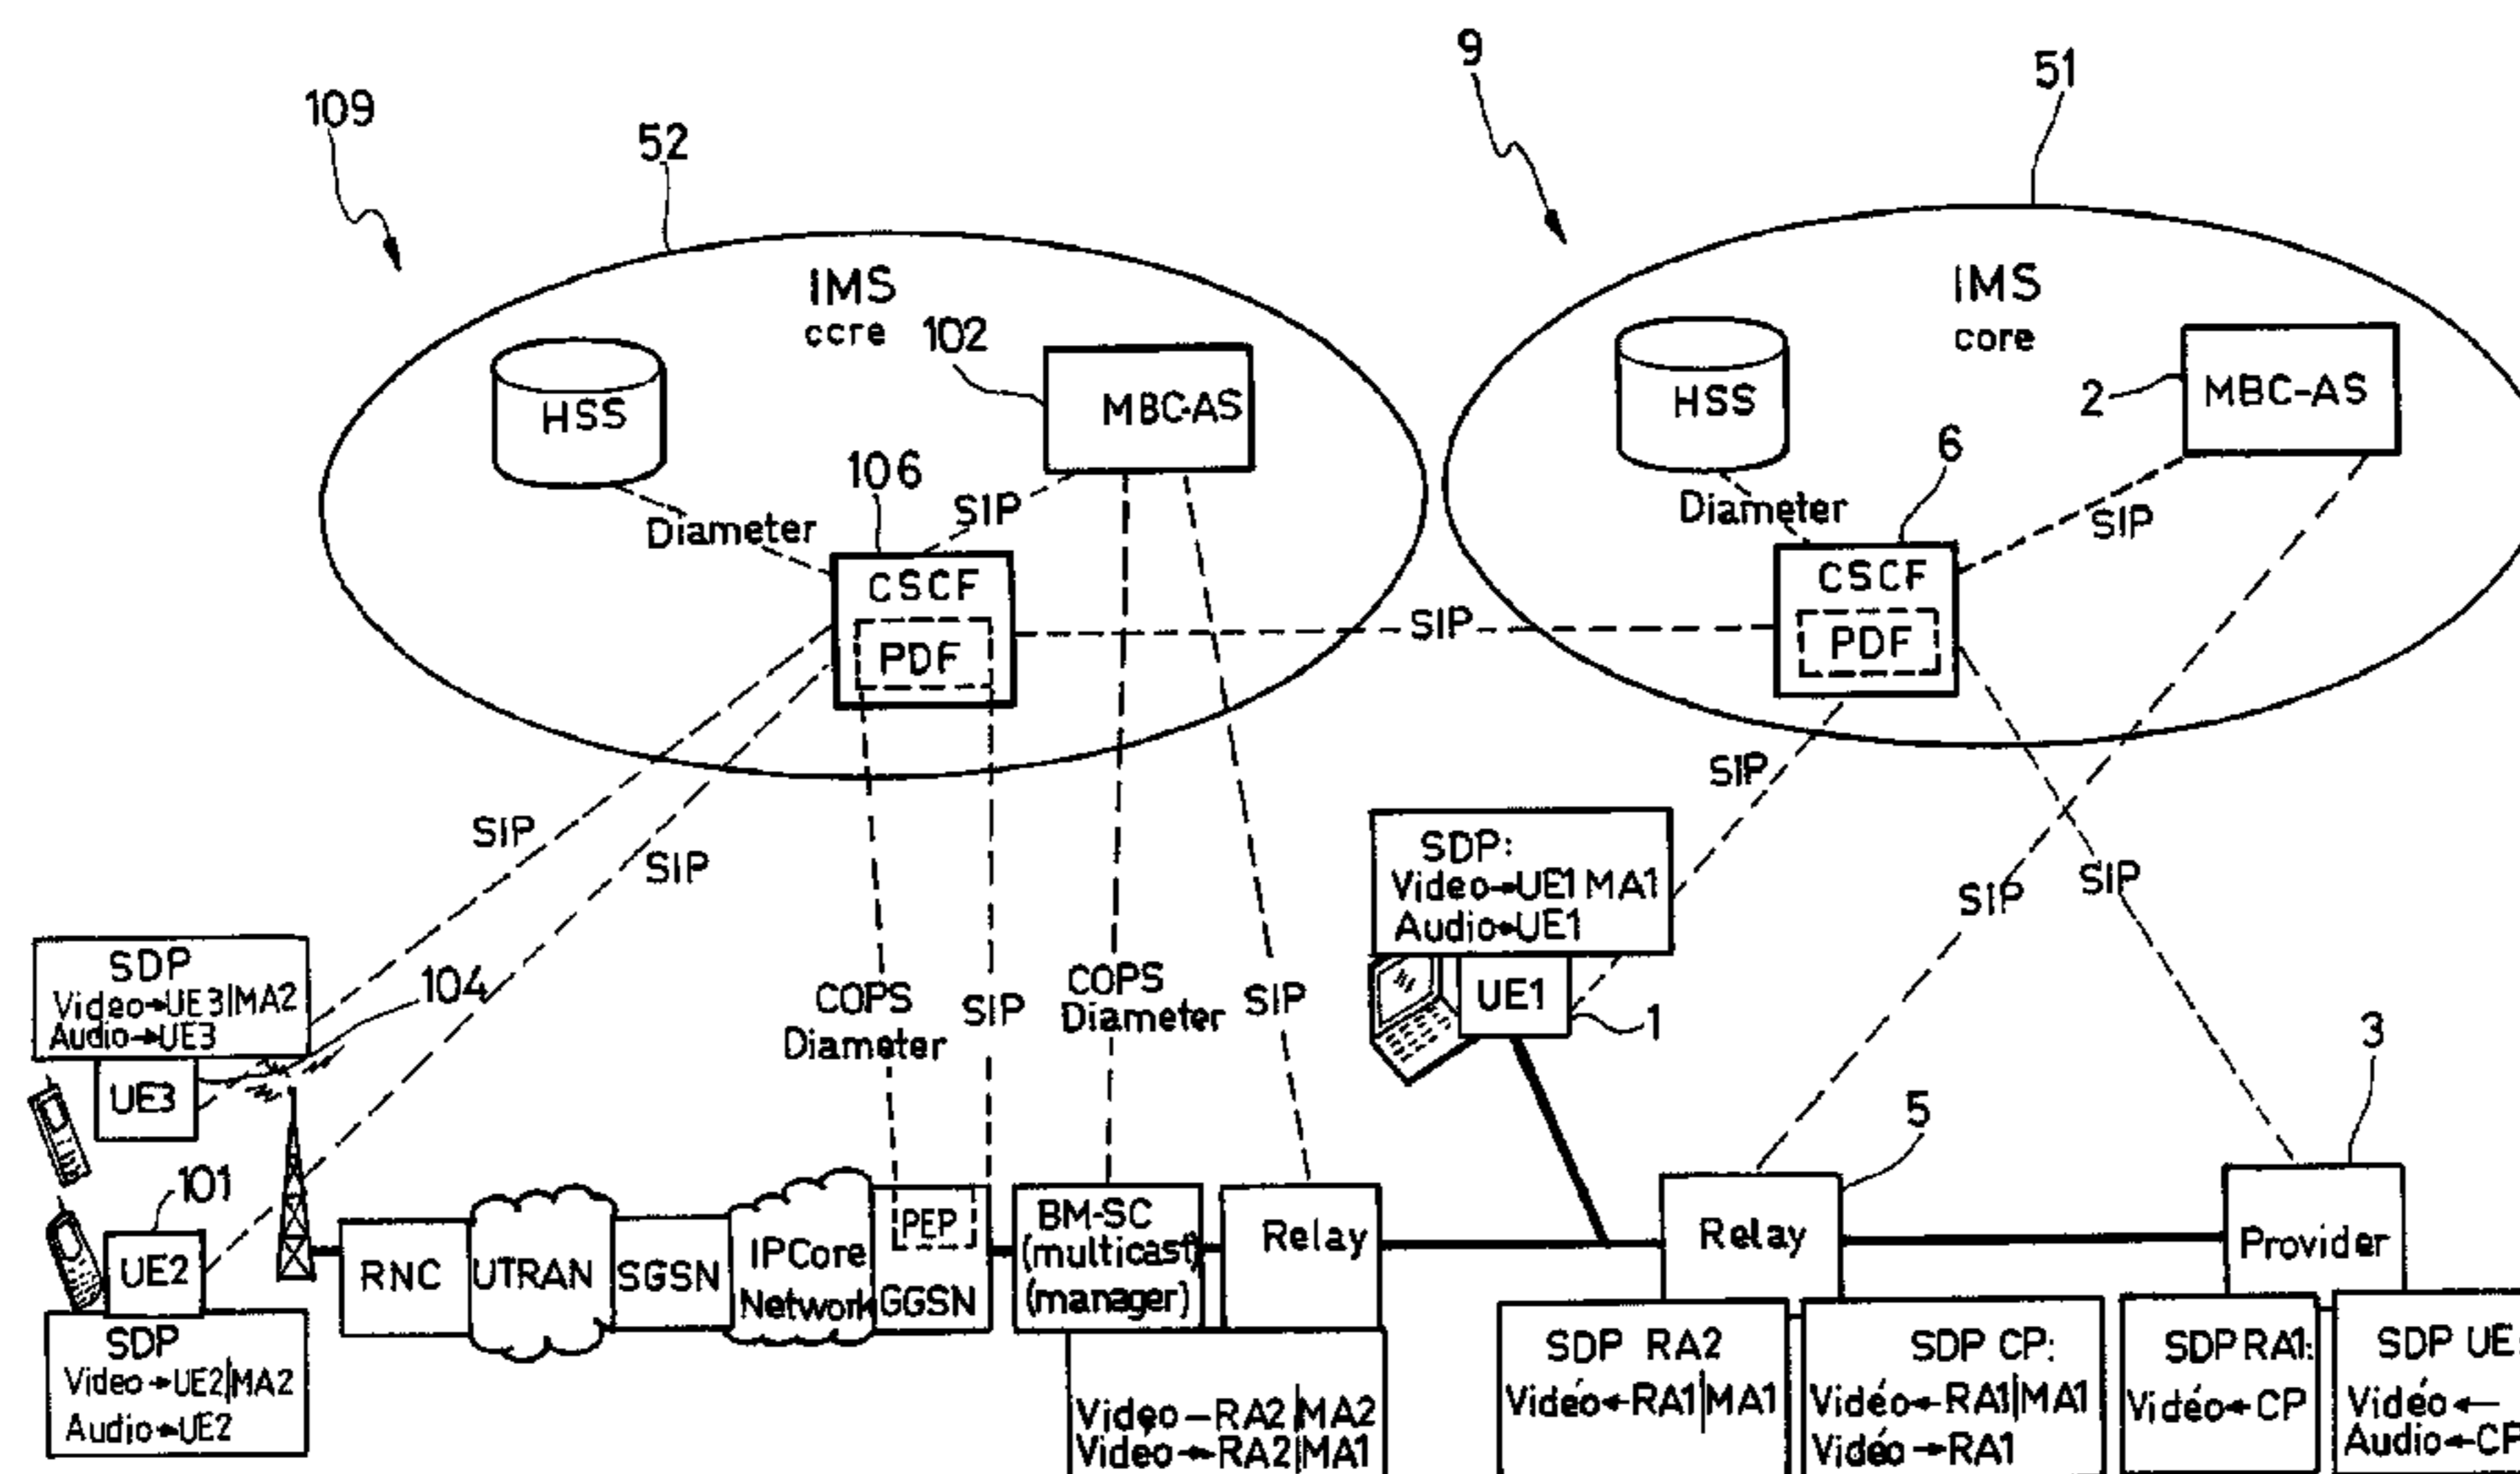 109
52
9
51
IMS
ccre
102
HSS
MBC-AS
106
SIP
Diameter
CSCF
PDF
IMS
core
HSS
2
MBC-AS
6
Diameter
SIP
CSCF
PDF
SIP
SIP
SIP
SIP
SIP
SIP
COPS
Diameter
SIP
COPS
Diameter
SIP
SDP:
Video→UE1 MA1
Audio→UE1
UE1
1
SDP
Video→UE3|MA2
Audio→UE3
104
UE3
101
UE2
SDP
Video→UE2|MA2
Audio→UE2
RNC
UTRAN
SGSN
IPCore
Network
PEP
GGSN
BM-SC
(multicast)
(manager)
Relay
5
Relay
3
Provider
Vidéo–RA2|MA2
Vidéo←RA2|MA1
SDP RA2
Vidéo←RA1|MA1
SDP CP:
Vidéo←RA1|MA1
Vidéo→RA1
SDP RA1:
Vidéo←CP
SDP UE
Vidéo←
Audio←CP